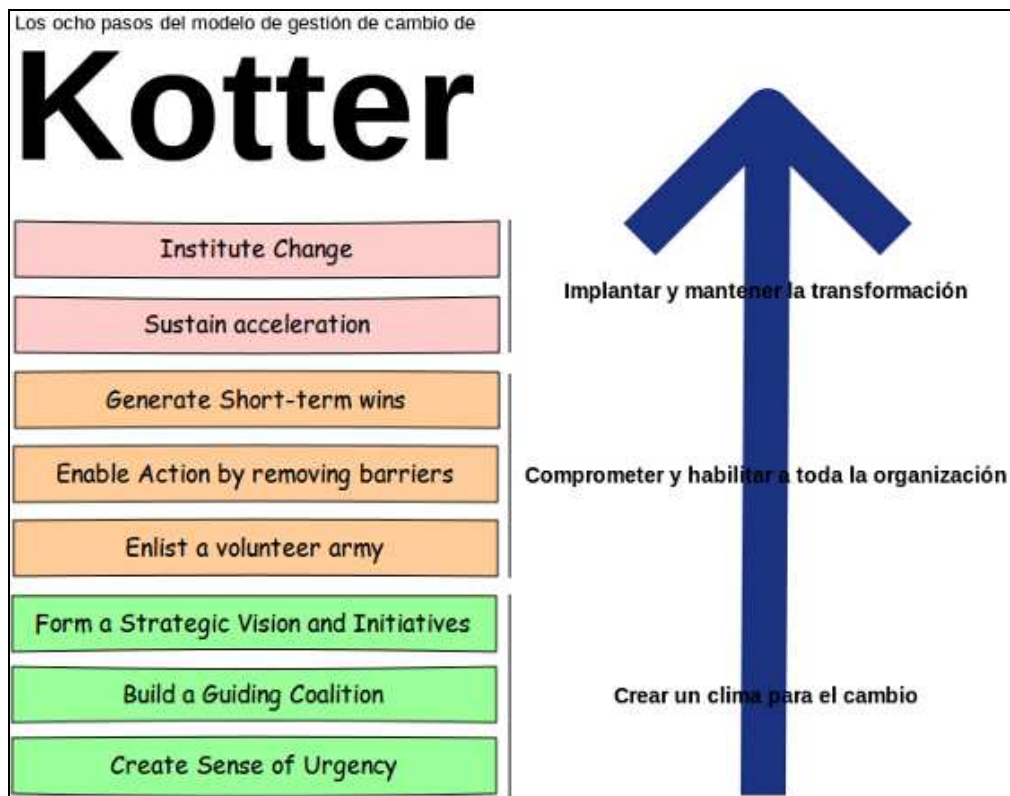 Los ocho pasos del modelo de gestión de cambio de
Kotter
Institute Change
Sustain acceleration
Implantar y mantener la transformación
Generate Short-term wins
Enable Action by removing barriers
Enlist a volunteer army
Comprometer y habilitar a toda la organización
Form a Strategic Vision and Initiatives
Build a Guiding Coalition
Create Sense of Urgency
Crear un clima para el cambio